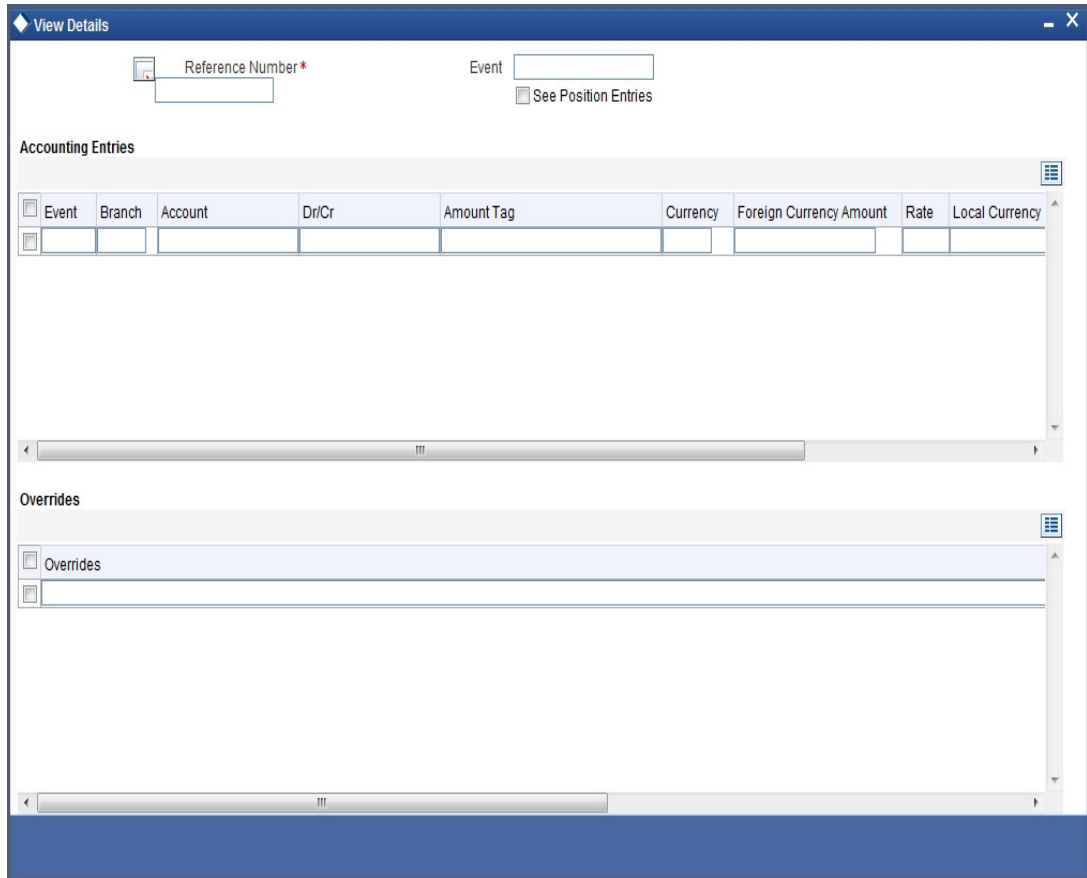 View Details
Reference Number * Event
See Position Entries
Accounting Entries
Event Branch Account Dr/Cr Amount Tag Currency Foreign Currency Amount Rate Local Currency
Overrides
Overrides